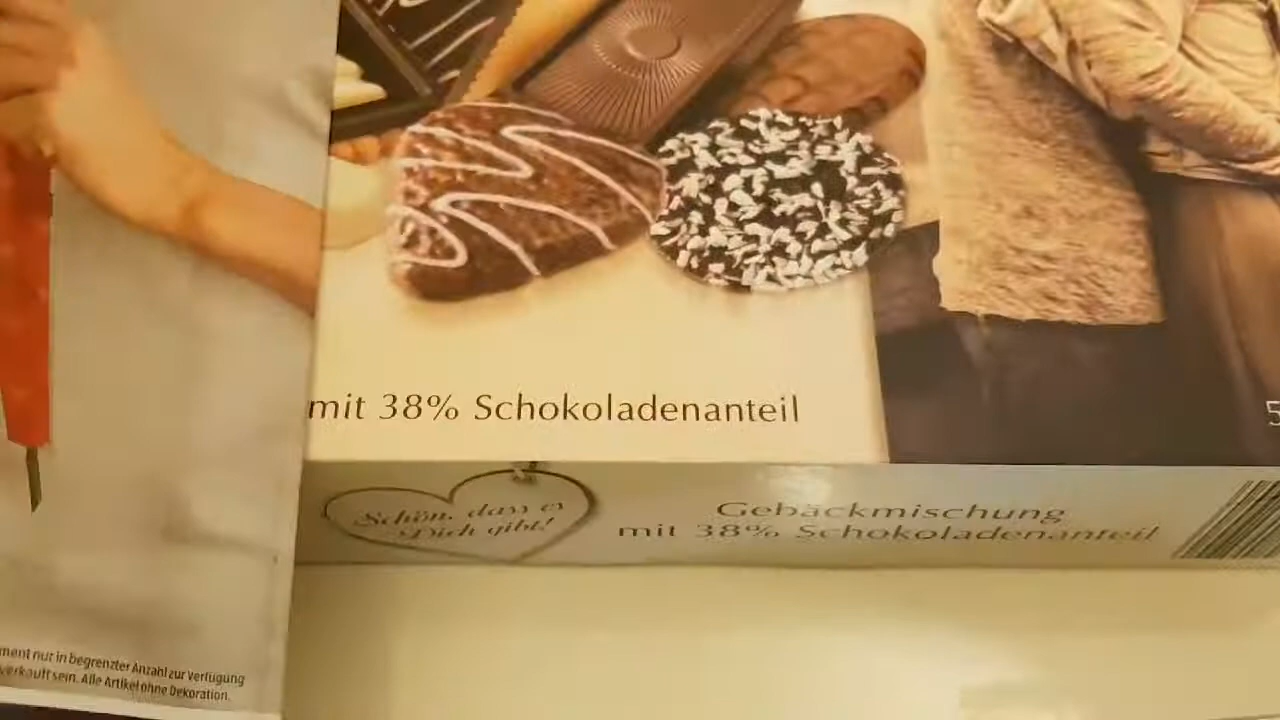 mit 38% Schokoladenanteil
5
Schön, dass es
Dich gibt!
Gebäckmischung
mit 38% Schokoladenanteil
ment nur in begrenzter Anzahl zur Verfügung
verkauft sein. Alle Artikel ohne Dekoration.